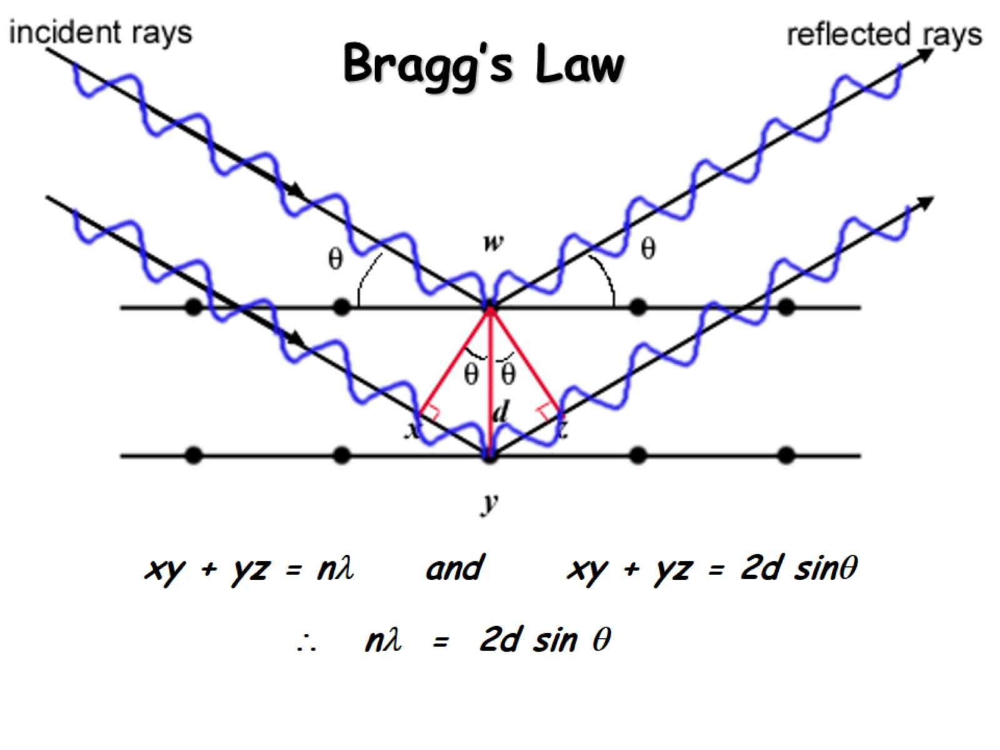 incident rays
reflected rays
Bragg's Law
w
θ
θ
θ θ
d
x
z
y
xy + yz = nλ and xy + yz = 2d sinθ
∴ nλ = 2d sin θ